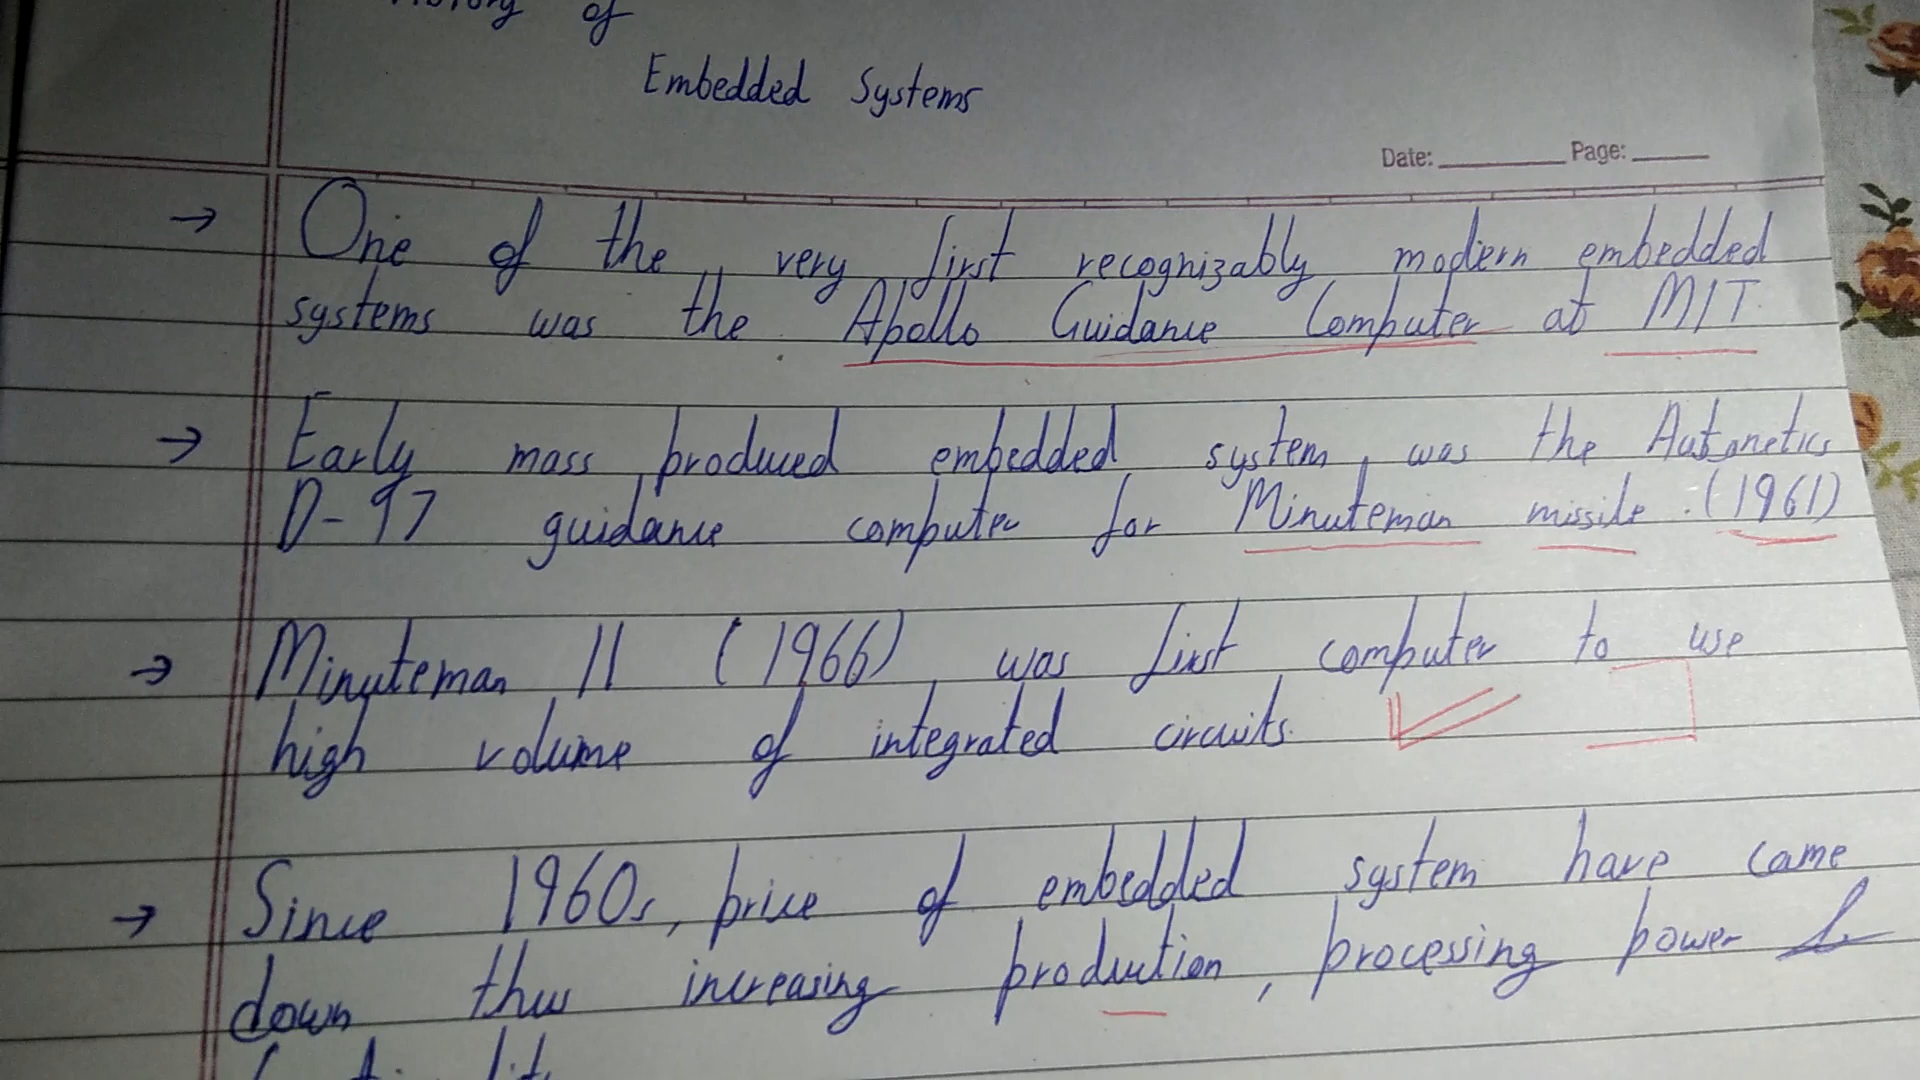 History of
Embedded Systems
Date: Page:
→ One of the very first recognizably modern embedded
systems was the Apollo Guidance Computer at MIT.
→ Early mass produced embedded system, was the Autonetics
D-97 guidance computer for Minuteman missile. (1961)
→ Minuteman II (1966) was first computer to use
high volume of integrated circuits.
→ Since 1960s, price of embedded system have came
down thus increasing production, processing power &